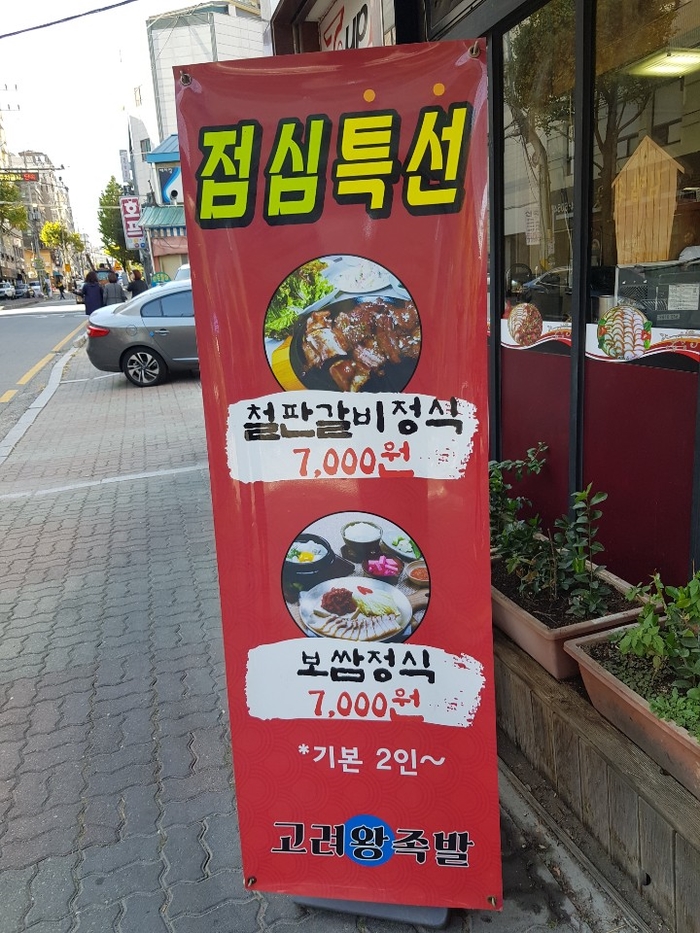 점심특선
철판갈비정식
7,000원
보쌈정식
7,000원
*기본 2인~
고려왕족발